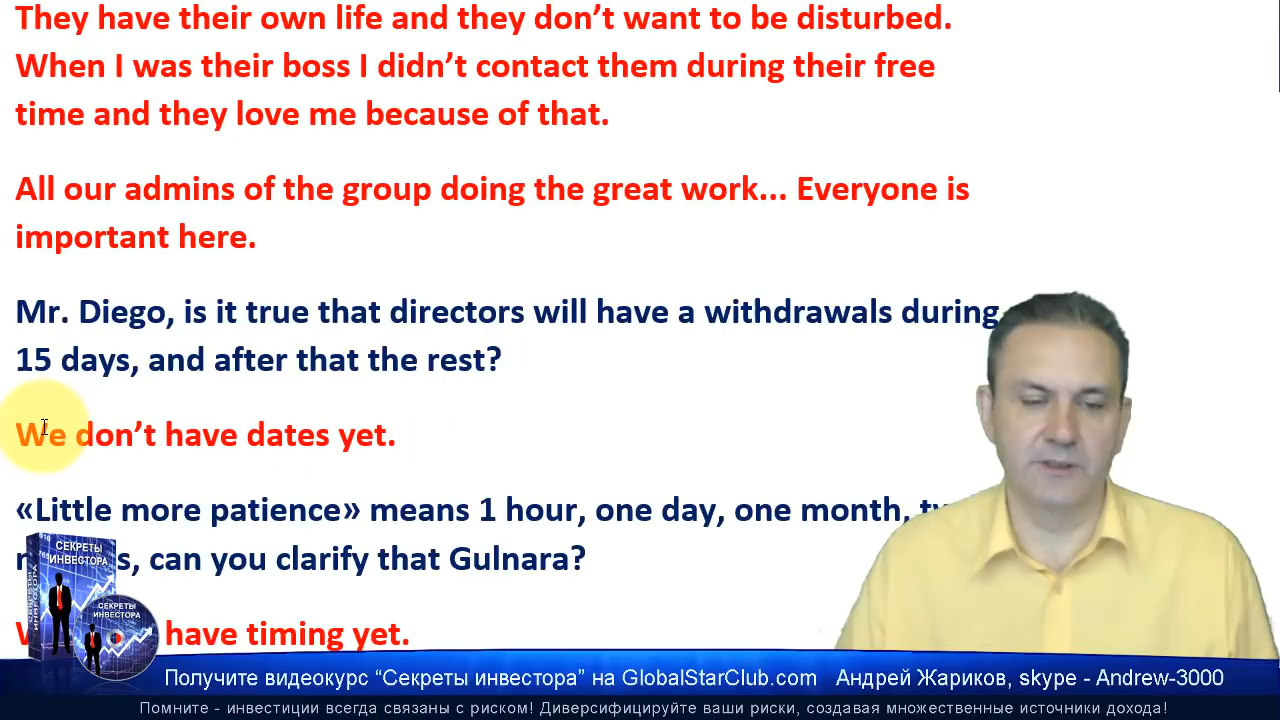 They have their own life and they don’t want to be disturbed.
When I was their boss I didn’t contact them during their free
time and they love me because of that.
All our admins of the group doing the great work... Everyone is
important here.
Mr. Diego, is it true that directors will have a withdrawals during
15 days, and after that the rest?
We don’t have dates yet.
«Little more patience» means 1 hour, one day, one month,
can you clarify that Gulnara?
have timing yet.
СЕКРЕТЫ
ИНВЕСТОРА
СЕКРЕТЫ
ИНВЕСТОРА
Получите видеокурс “Секреты инвестора” на GlobalStarClub.com Андрей Жариков, skype - Andrew-3000
Помните - инвестиции всегда связаны с риском! Диверсифицируйте ваши риски, создавая множественные источники дохода!